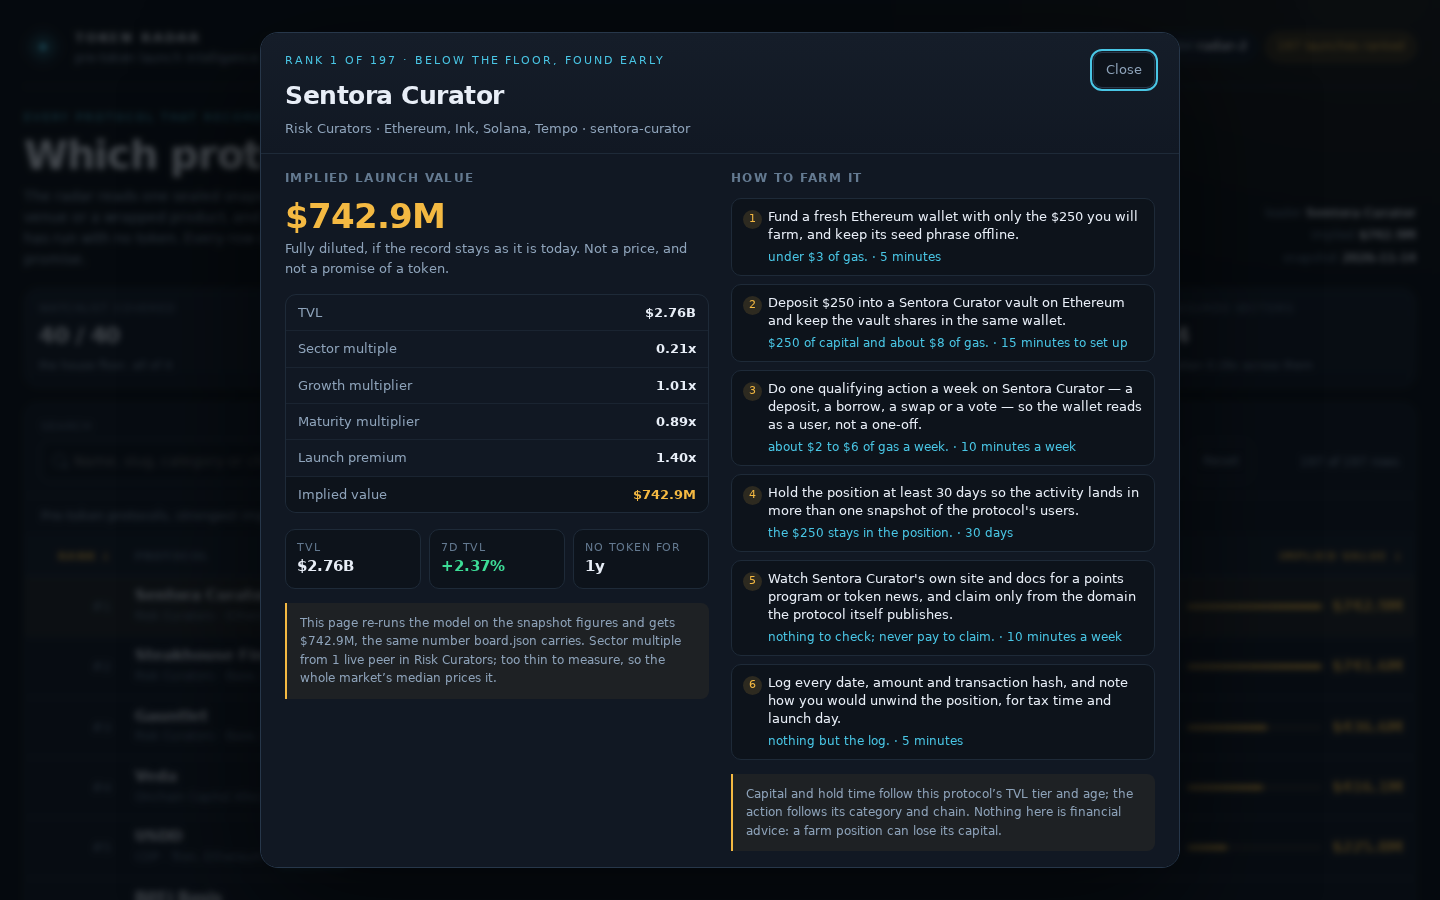 RANK 1 OF 197 · BELOW THE FLOOR, FOUND EARLY
Close
Sentora Curator
Risk Curators · Ethereum, Ink, Solana, Tempo · sentora-curator
IMPLIED LAUNCH VALUE
$742.9M
Fully diluted, if the record stays as it is today. Not a price, and
not a promise of a token.
TVL $2.76B
Sector multiple 0.21x
Growth multiplier 1.01x
Maturity multiplier 0.89x
Launch premium 1.40x
Implied value $742.9M
TVL
$2.76B
7D TVL
+2.37%
NO TOKEN FOR
1y
This page re-runs the model on the snapshot figures and gets
$742.9M, the same number board.json carries. Sector multiple
from 1 live peer in Risk Curators; too thin to measure, so the
whole market’s median prices it.
HOW TO FARM IT
1 Fund a fresh Ethereum wallet with only the $250 you will
farm, and keep its seed phrase offline.
under $3 of gas. · 5 minutes
2 Deposit $250 into a Sentora Curator vault on Ethereum
and keep the vault shares in the same wallet.
$250 of capital and about $8 of gas. · 15 minutes to set up
3 Do one qualifying action a week on Sentora Curator — a
deposit, a borrow, a swap or a vote — so the wallet reads
as a user, not a one-off.
about $2 to $6 of gas a week. · 10 minutes a week
4 Hold the position at least 30 days so the activity lands in
more than one snapshot of the protocol's users.
the $250 stays in the position. · 30 days
5 Watch Sentora Curator's own site and docs for a points
program or token news, and claim only from the domain
the protocol itself publishes.
nothing to check; never pay to claim. · 10 minutes a week
6 Log every date, amount and transaction hash, and note
how you would unwind the position, for tax time and
launch day.
nothing but the log. · 5 minutes
Capital and hold time follow this protocol’s TVL tier and age; the
action follows its category and chain. Nothing here is financial
advice: a farm position can lose its capital.
Which prot
40 / 40